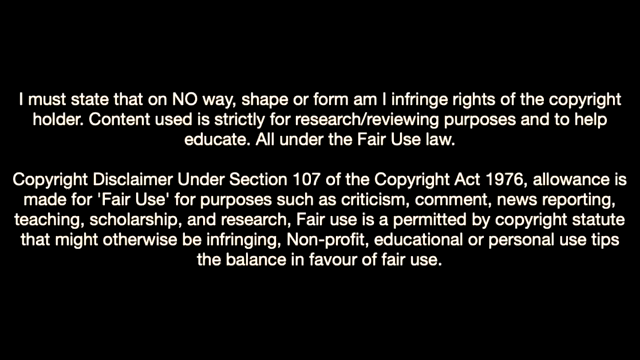 I must state that on NO way, shape or form am I infringe rights of the copyright
holder. Content used is strictly for research/reviewing purposes and to help
educate. All under the Fair Use law.
Copyright Disclaimer Under Section 107 of the Copyright Act 1976, allowance is
made for 'Fair Use' for purposes such as criticism, comment, news reporting,
teaching, scholarship, and research, Fair use is a permitted by copyright statute
that might otherwise be infringing, Non-profit, educational or personal use tips
the balance in favour of fair use.